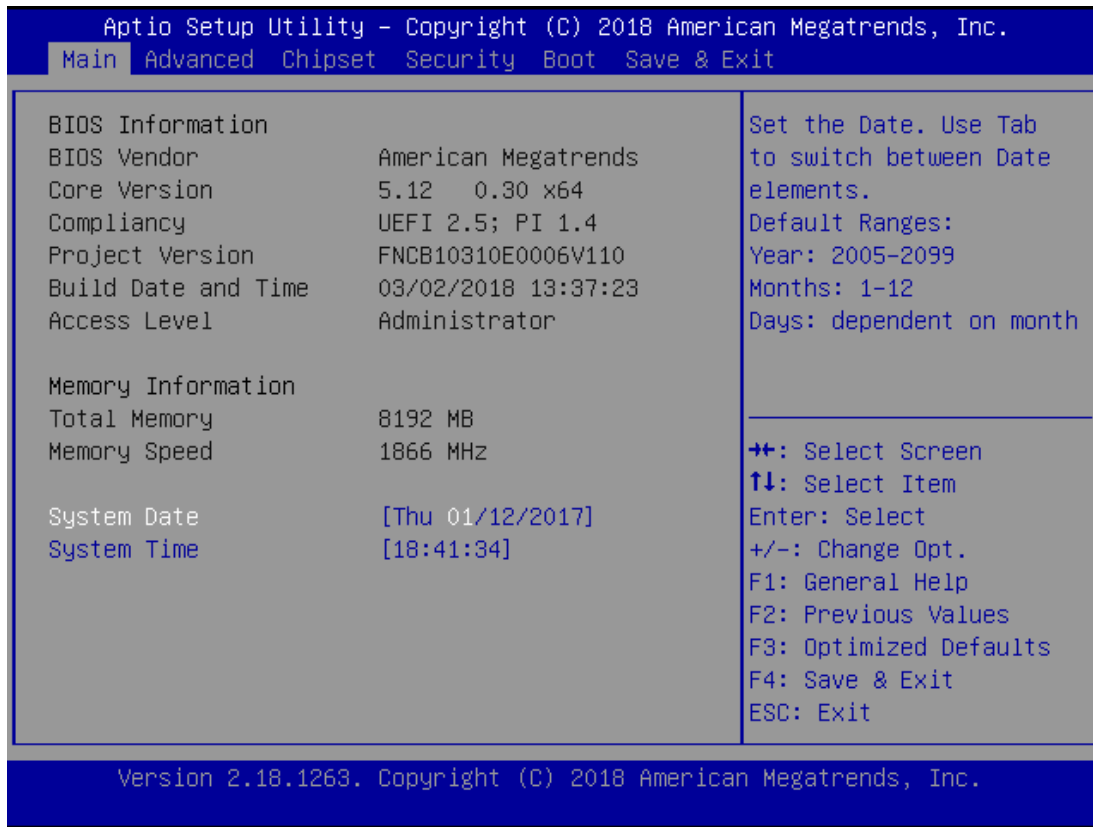 Aptio Setup Utility – Copyright (C) 2018 American Megatrends, Inc.
Main Advanced Chipset Security Boot Save & Exit
BIOS Information
BIOS Vendor American Megatrends
Core Version 5.12 0.30 x64
Compliancy UEFI 2.5; PI 1.4
Project Version FNCB10310E0006V110
Build Date and Time 03/02/2018 13:37:23
Access Level Administrator
Memory Information
Total Memory 8192 MB
Memory Speed 1866 MHz
System Date [Thu 01/12/2017]
System Time [18:41:34]
Set the Date. Use Tab
to switch between Date
elements.
Default Ranges:
Year: 2005–2099
Months: 1–12
Days: dependent on month
→←: Select Screen
↑↓: Select Item
Enter: Select
+/–: Change Opt.
F1: General Help
F2: Previous Values
F3: Optimized Defaults
F4: Save & Exit
ESC: Exit
Version 2.18.1263. Copyright (C) 2018 American Megatrends, Inc.